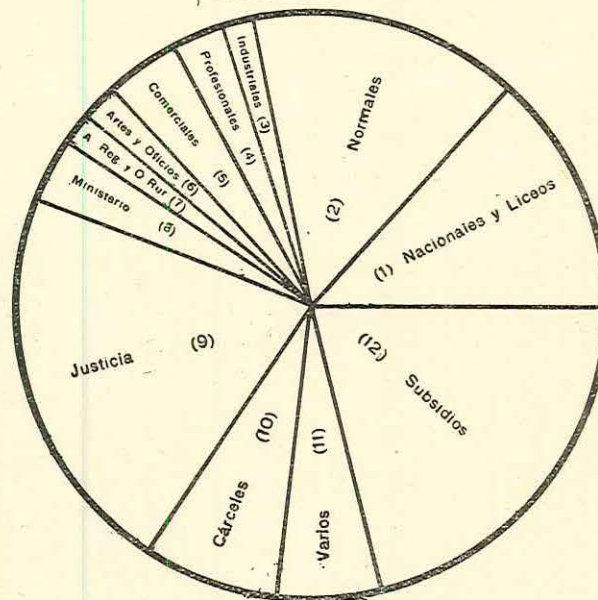 (1) Nacionales y Liceos
Normales (2)
Industriales (3)
Profesionales (4)
Comerciales (5)
Artes y Oficios (6)
A Reg. y O Rur (7)
Ministerio (8)
Justicia (9)
Cárceles (10)
Varios (11)
(12) Subsidios